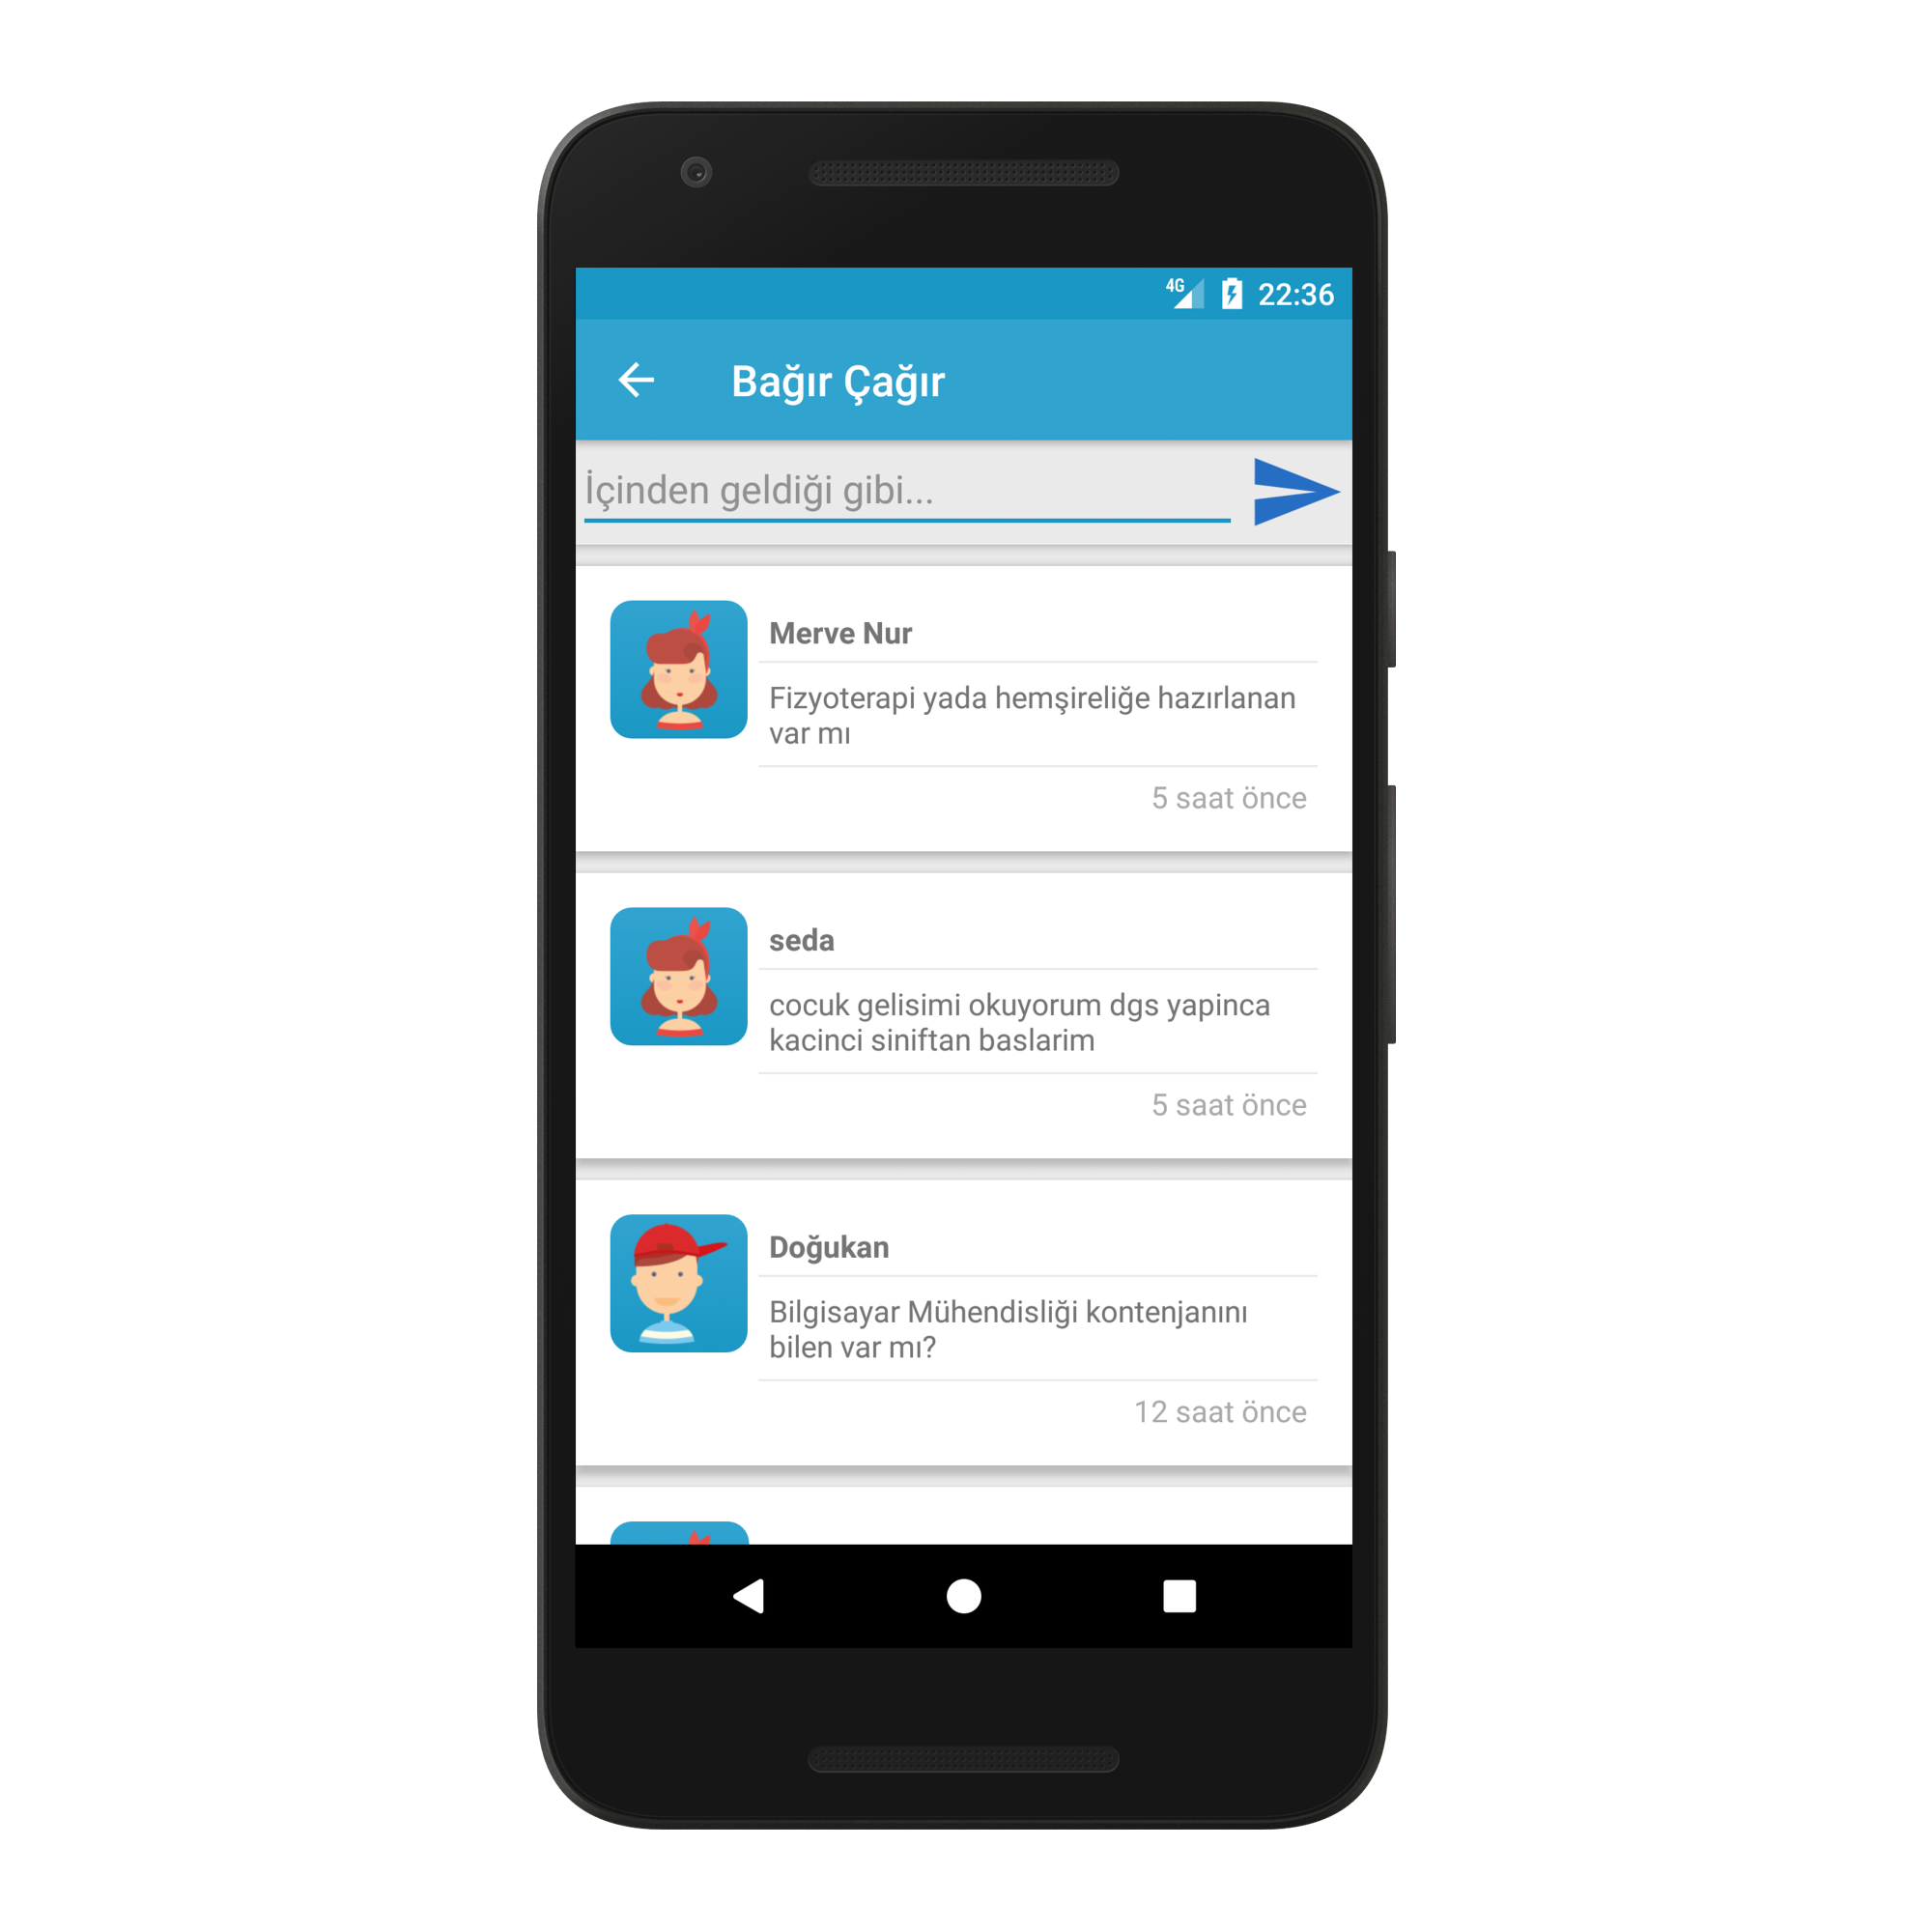 4G 22:36
Bağır Çağır
İçinden geldiği gibi...
Merve Nur
Fizyoterapi yada hemşireliğe hazırlanan
var mı
5 saat önce
seda
cocuk gelisimi okuyorum dgs yapinca
kacinci siniftan baslarim
5 saat önce
Doğukan
Bilgisayar Mühendisliği kontenjanını
bilen var mı?
12 saat önce